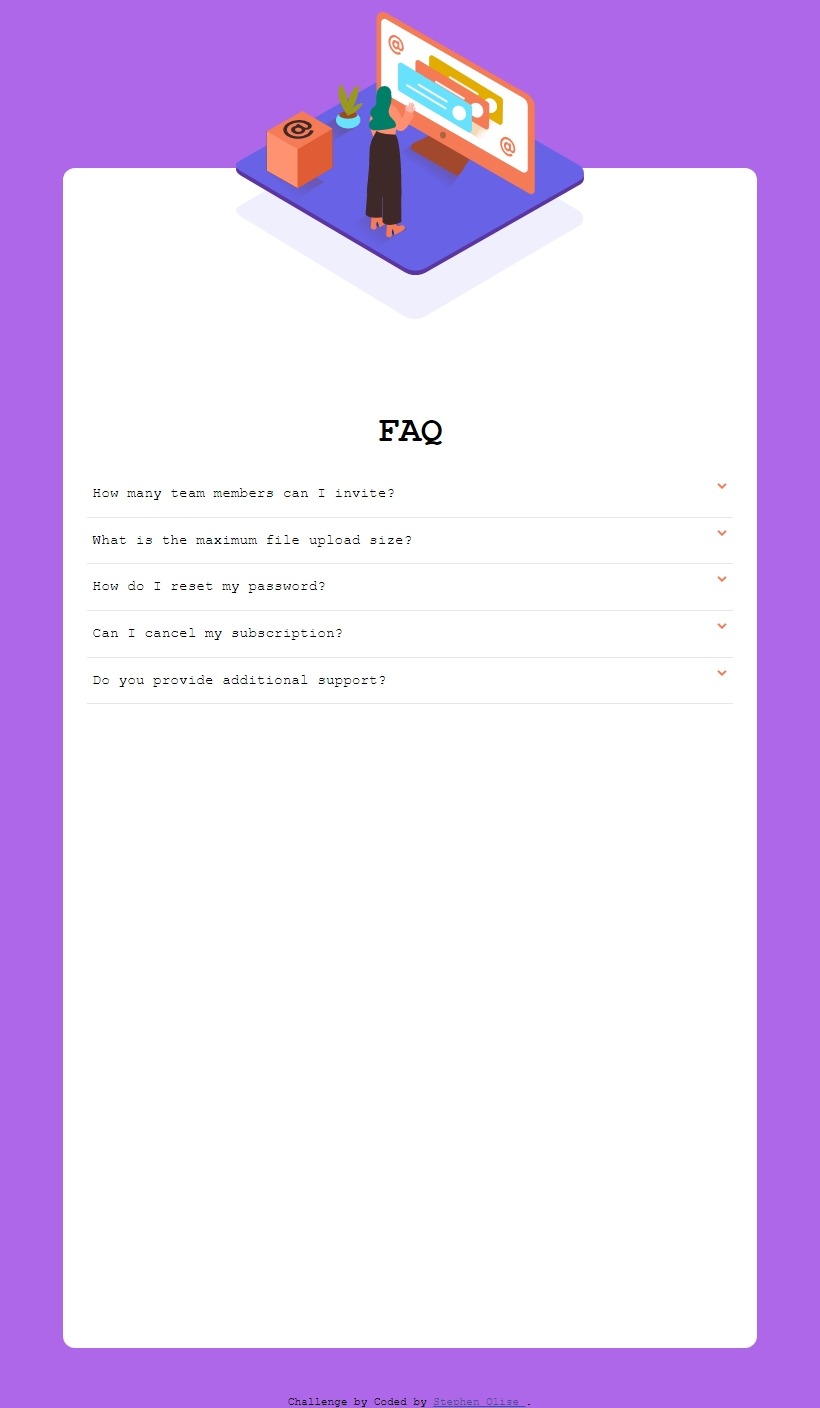 @
@
@
FAQ
How many team members can I invite?
What is the maximum file upload size?
How do I reset my password?
Can I cancel my subscription?
Do you provide additional support?
Challenge by Coded by Stephen Olise .